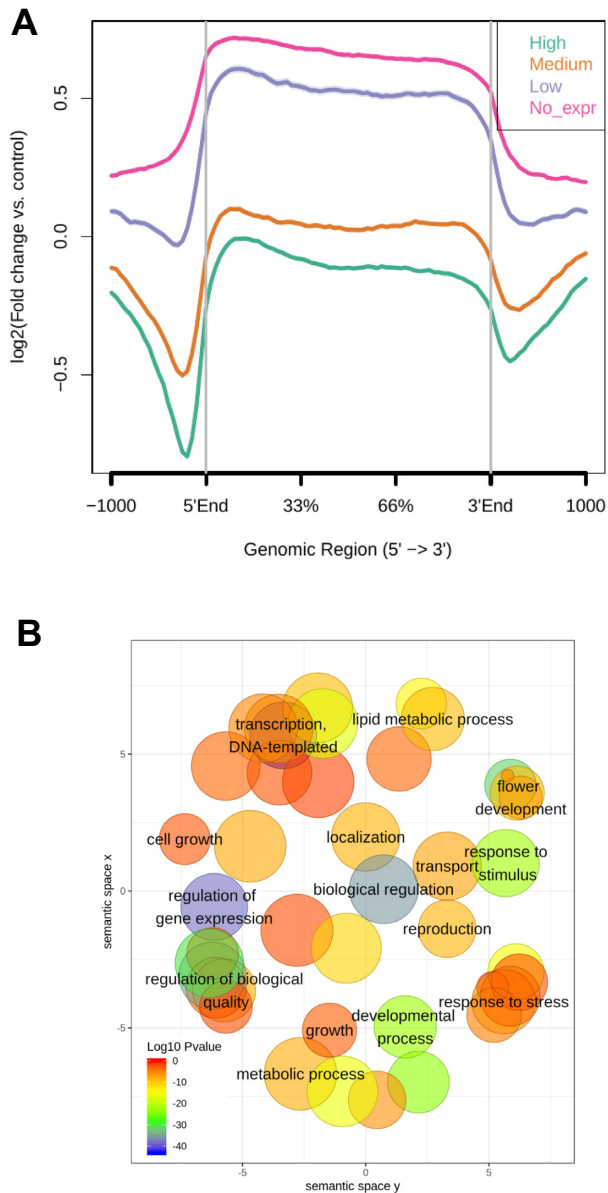 A
High
Medium
Low
No_expr
0.5
0.0
−0.5
log2(Fold change vs. control)
−1000
5'End
33%
66%
3'End
1000
Genomic Region (5' −> 3')
B
transcription,
DNA-templated
lipid metabolic process
flower
development
cell growth
localization
transport
response to
stimulus
biological regulation
regulation of
gene expression
reproduction
regulation of biological
quality
response to stress
growth
developmental
process
metabolic process
5
0
-5
semantic space x
Log10 Pvalue
0
-10
-20
-30
-40
-5
0
5
semantic space y